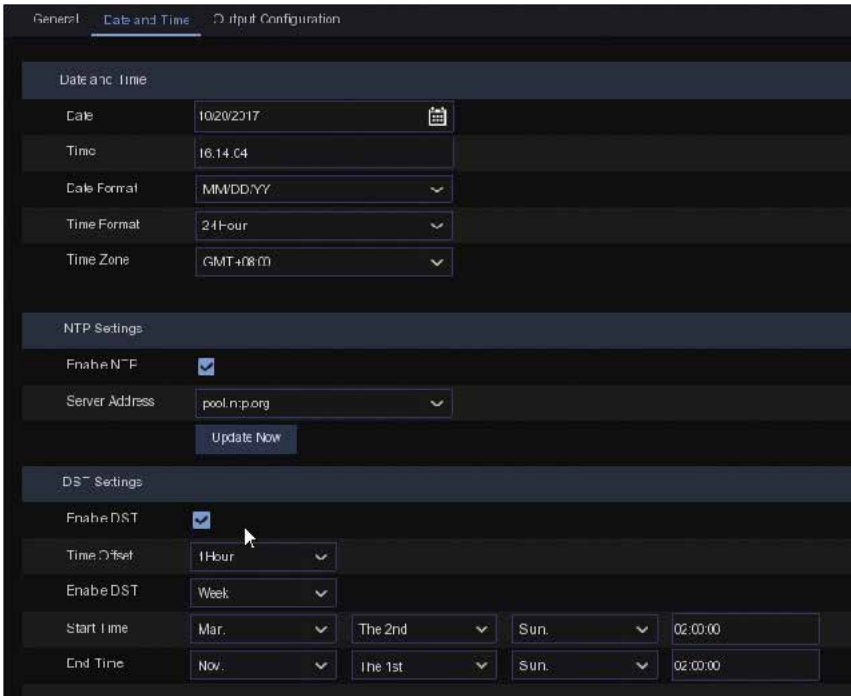 General Date and Time Output Configuration
Date and Time
Date 10/20/2017
Time 16:14:04
Date Format MM/DD/YY
Time Format 24Hour
Time Zone GMT+08:00
NTP Settings
Enable NTP
Server Address pool.ntp.org
Update Now
DST Settings
Enable DST
Time Offset 1Hour
Enable DST Week
Start Time Mar. The 2nd Sun. 02:00:00
End Time Nov. The 1st Sun. 02:00:00